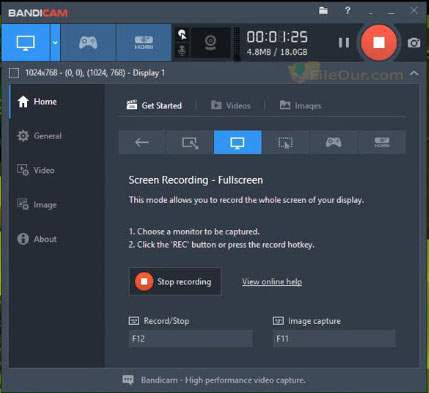 BANDICAM
?
HDMI
00:01:25
4.8MB / 18.0GB
FileOur.com
1024x768 - (0, 0), (1024, 768) - Display 1
Home
General
Video
Image
About
Get Started
Videos
Images
HDMI
Screen Recording - Fullscreen
This mode allows you to record the whole screen of your display.
1. Choose a monitor to be captured.
2. Click the 'REC' button or press the record hotkey.
Stop recording
View online help
Record/Stop
Image capture
F12
F11
Bandicam - High performance video capture.